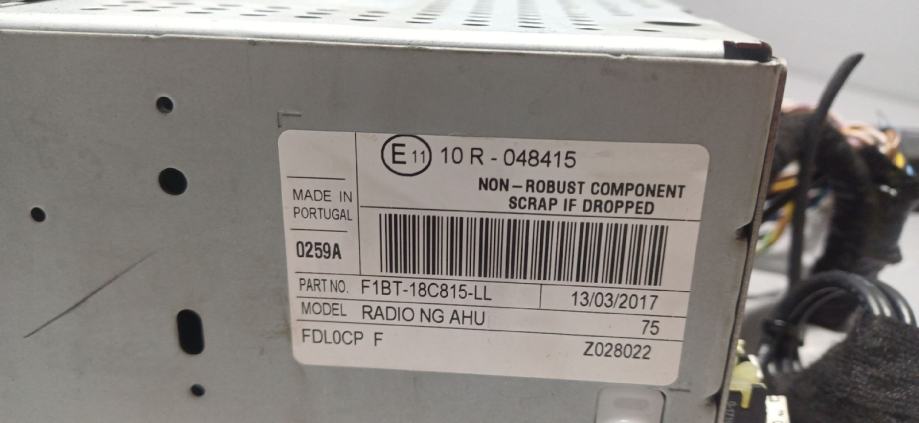 E 11 10 R - 048415
NON-ROBUST COMPONENT
SCRAP IF DROPPED
MADE IN
PORTUGAL
0259A
PART NO. F1BT-18C815-LL 13/03/2017
MODEL RADIO NG AHU 75
FDL0CP F Z028022